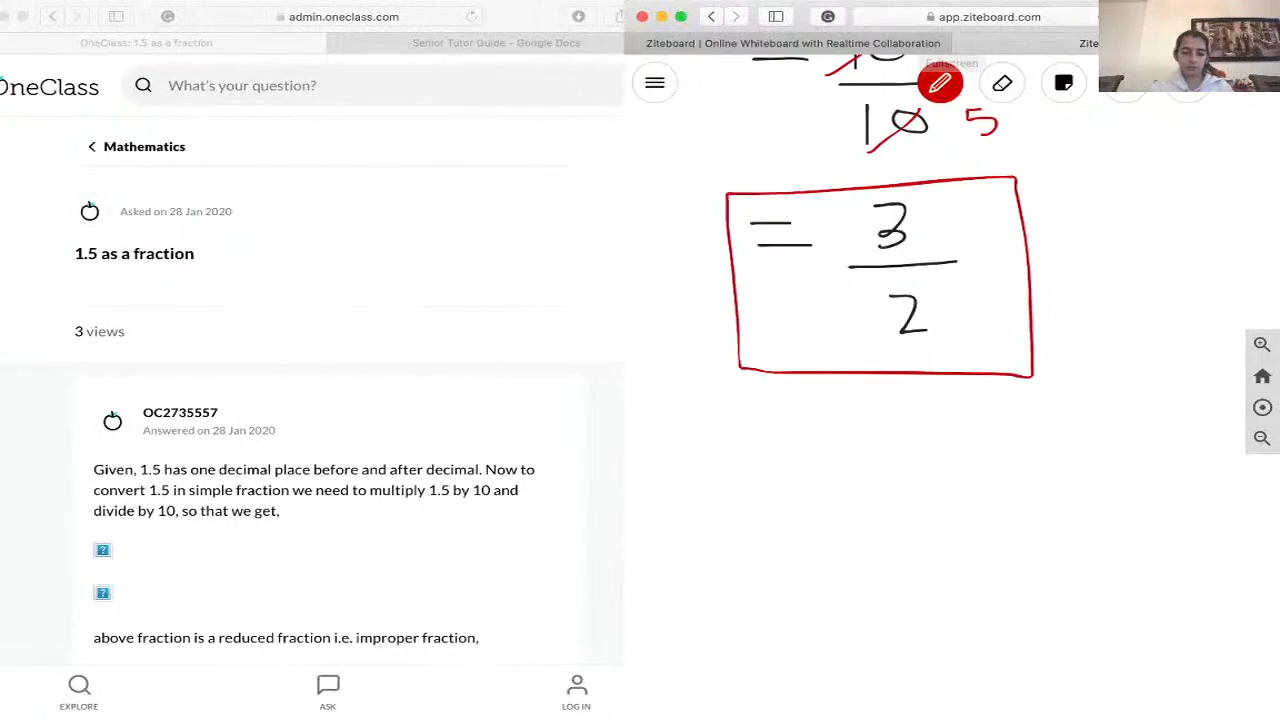 admin.oneclass.com
OneClass: 1.5 as a fraction
Senior Tutor Guide - Google Docs
OneClass
What's your question?
Mathematics
Asked on 28 Jan 2020
1.5 as a fraction
3 views
OC2735557
Answered on 28 Jan 2020
Given, 1.5 has one decimal place before and after decimal. Now to
convert 1.5 in simple fraction we need to multiply 1.5 by 10 and
divide by 10, so that we get,
?
?
above fraction is a reduced fraction i.e. improper fraction,
EXPLORE
ASK
LOG IN
app.ziteboard.com
Ziteboard | Online Whiteboard with Realtime Collaboration
Zite
Fullscreen
=
10 5
= 3
2